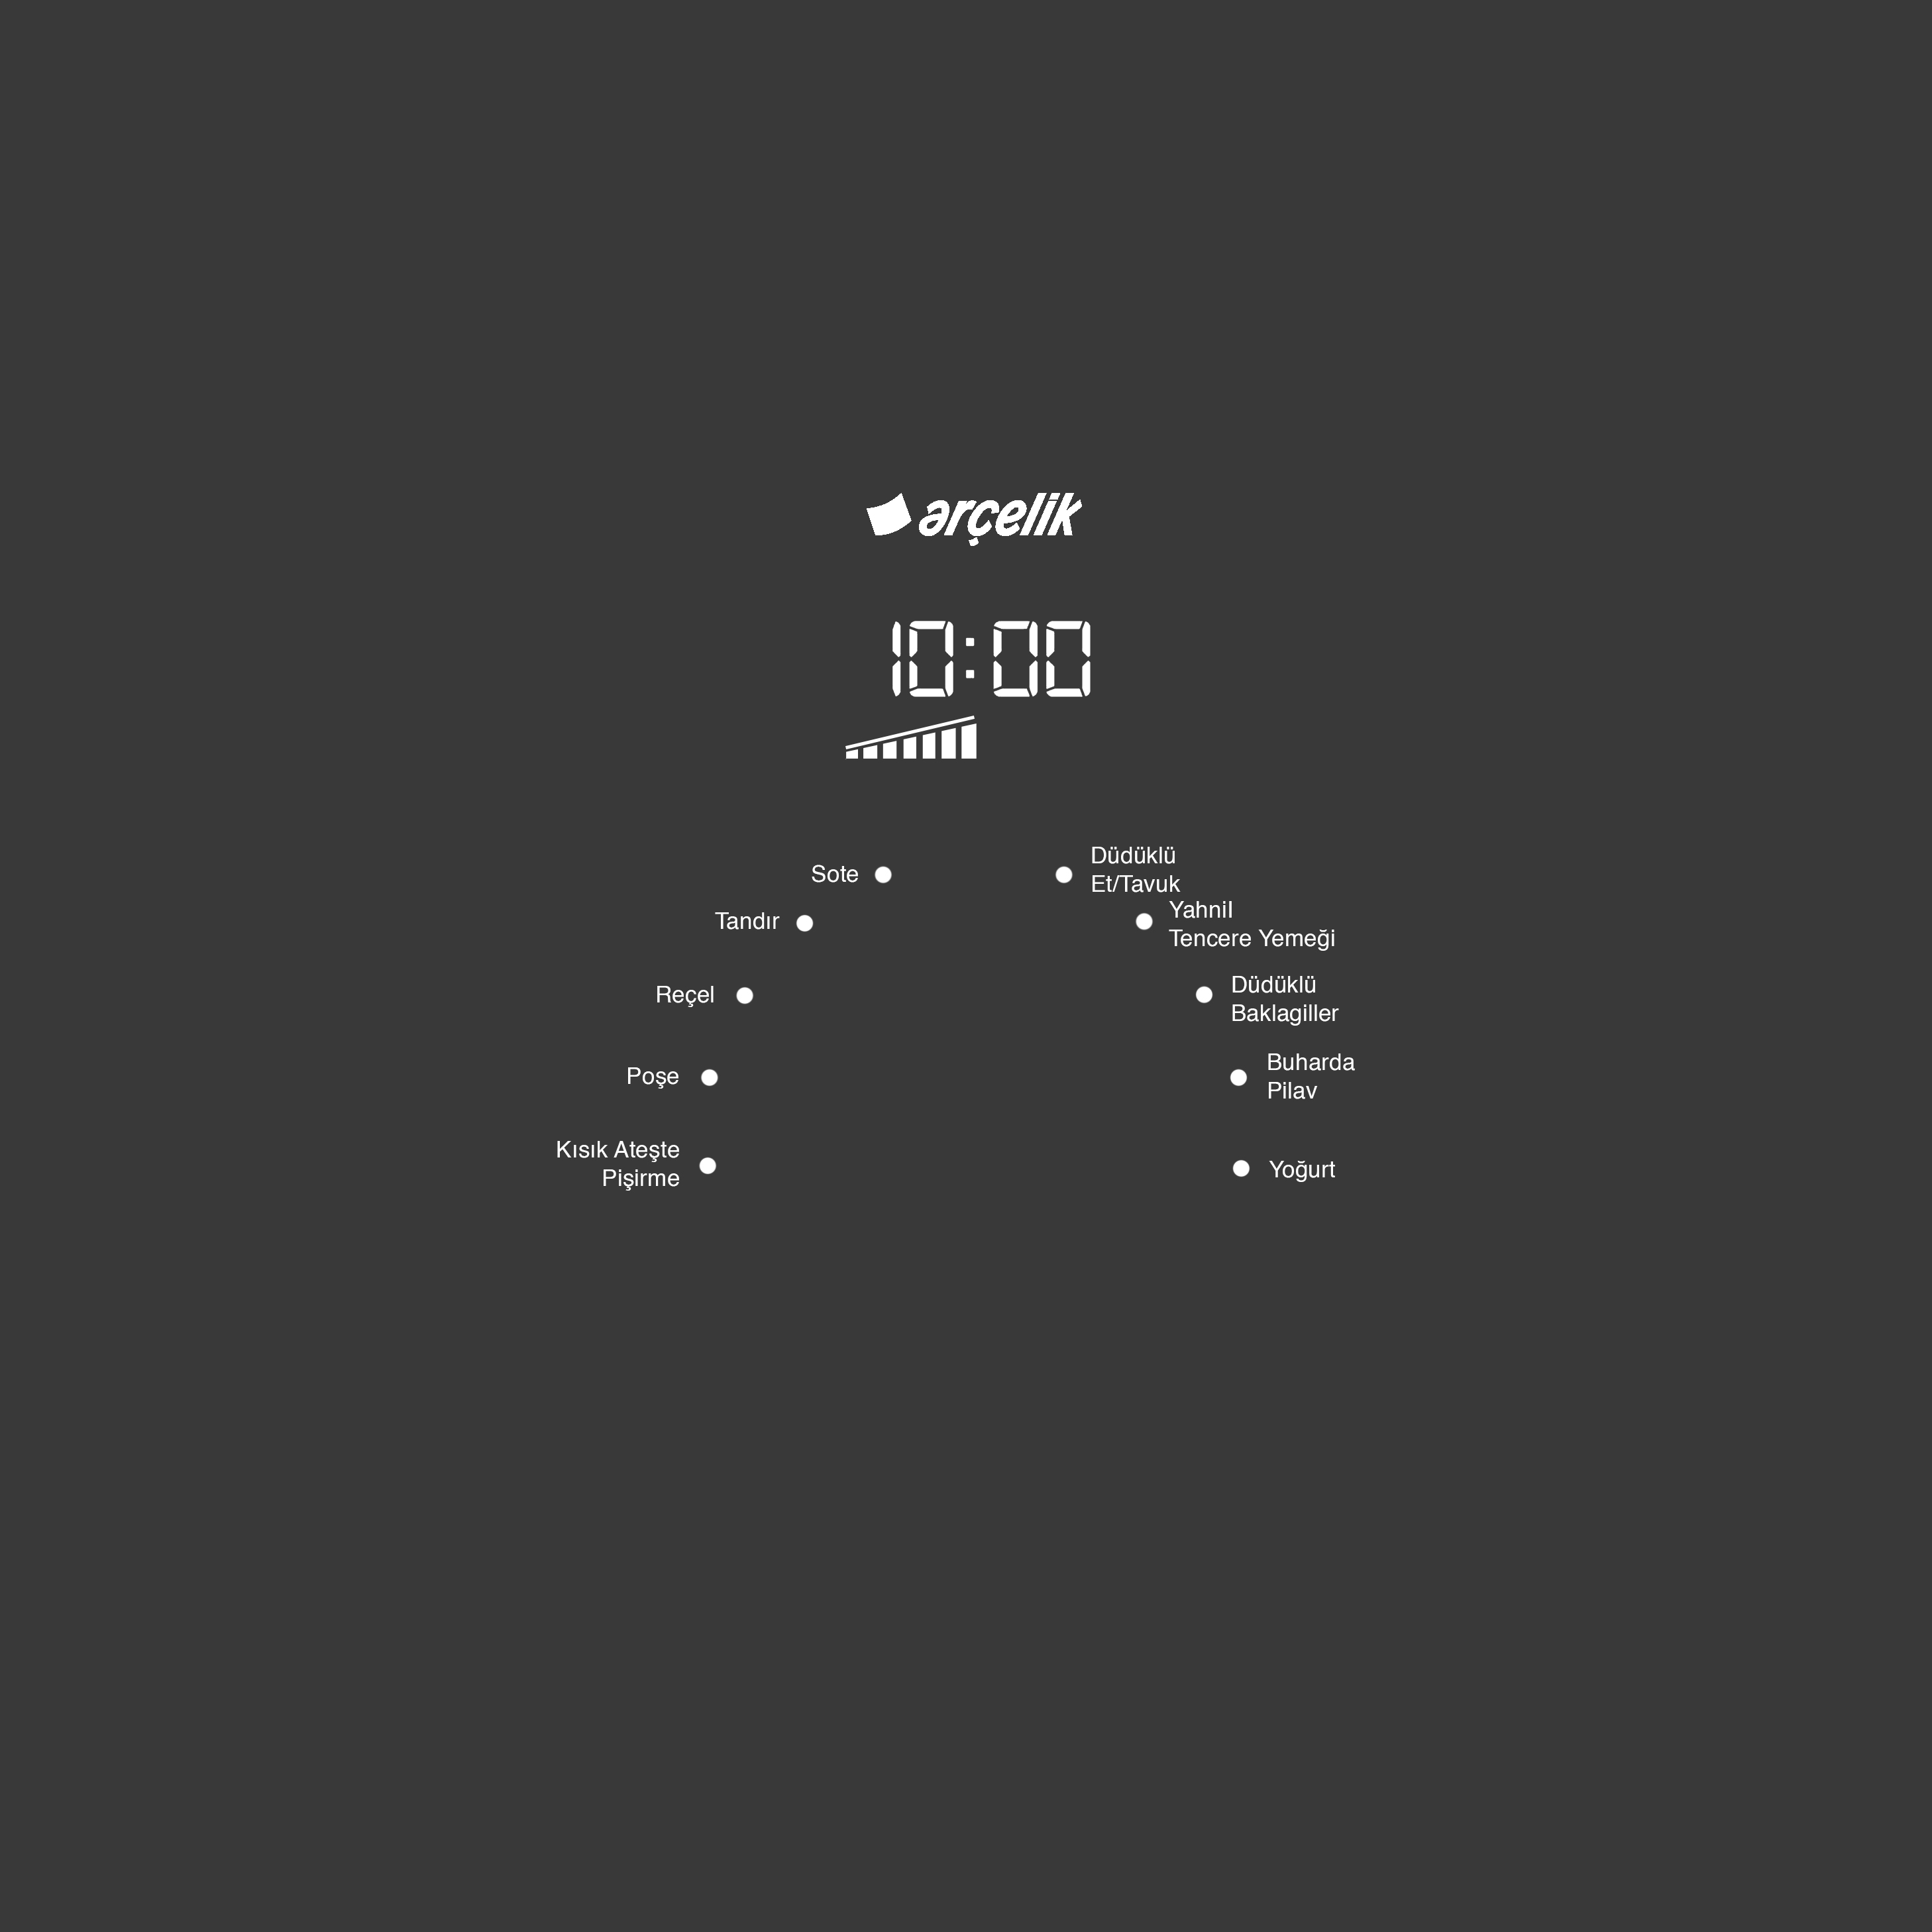 arçelik
10:00
Sote
Düdüklü
Et/Tavuk
Tandır
Yahnil
Tencere Yemeği
Reçel
Düdüklü
Baklagiller
Poşe
Buharda
Pilav
Kısık Ateşte
Pişirme
Yoğurt